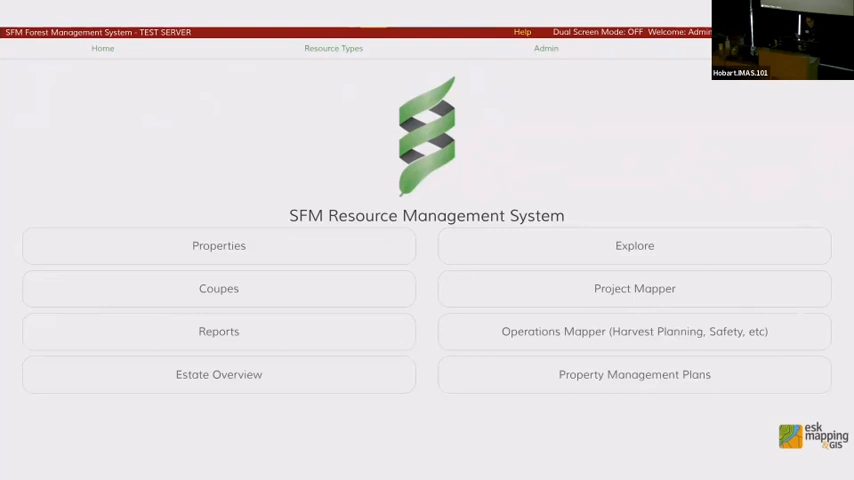 SFM Forest Management System - TEST SERVER
Help
Dual Screen Mode: OFF Welcome: Admin
Home
Resource Types
Admin
Hobart.IMAS.101
SFM Resource Management System
Properties
Explore
Coupes
Project Mapper
Reports
Operations Mapper (Harvest Planning, Safety, etc)
Estate Overview
Property Management Plans
esk
mapping
&GIS